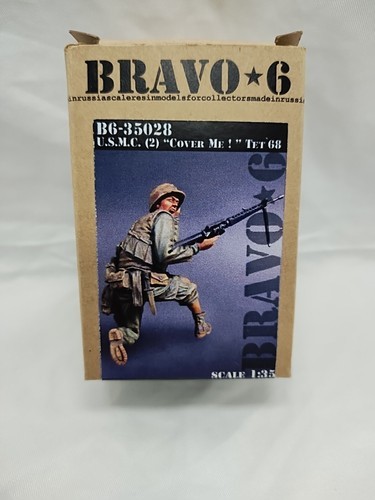 BRAVO★6
inrussiascaleresinmodelsforcollectorsmadeinrussia
B6-35028
U.S.M.C. (2) “COVER ME ! ” TET 68
BRAVO★6
SCALE 1:35